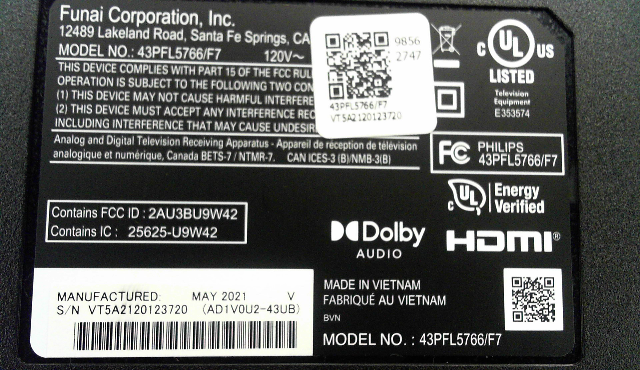 Funai Corporation, Inc.
12489 Lakeland Road, Santa Fe Springs, CA
MODEL NO.: 43PFL5766/F7 120V～
THIS DEVICE COMPLIES WITH PART 15 OF THE FCC RUL
OPERATION IS SUBJECT TO THE FOLLOWING TWO CON
(1) THIS DEVICE MAY NOT CAUSE HARMFUL INTERFERE
(2) THIS DEVICE MUST ACCEPT ANY INTERFERENCE REC
INCLUDING INTERFERENCE THAT MAY CAUSE UNDESIR
Analog and Digital Television Receiving Apparatus - Appareil de réception de télévision
analogique et numérique, Canada BETS-7 / NTMR-7. CAN ICES-3 (B)/NMB-3(B)
9856
2747
43PFL5766/F7
VT5A2120123720
C UL US
LISTED
Television
Equipment
E353574
FC PHILIPS
43PFL5766/F7
C UL Energy
Verified
Contains FCC ID : 2AU3BU9W42
Contains IC : 25625-U9W42
Dolby
AUDIO
HDMI®
MANUFACTURED: MAY 2021 V
S/N VT5A2120123720 (AD1V0U2-43UB)
MADE IN VIETNAM
FABRIQUÉ AU VIETNAM
BVN
MODEL NO. : 43PFL5766/F7